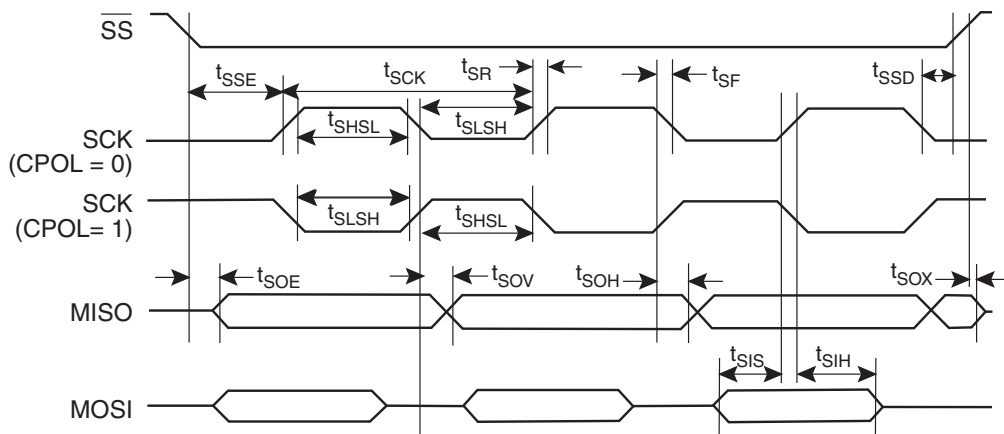 SS
tSSE
tSCK
tSR
tSF
tSSD
SCK
(CPOL = 0)
tSHSL
tSLSH
SCK
(CPOL= 1)
tSLSH
tSHSL
MISO
tSOE
tSOV
tSOH
tSOX
MOSI
tSIS
tSIH